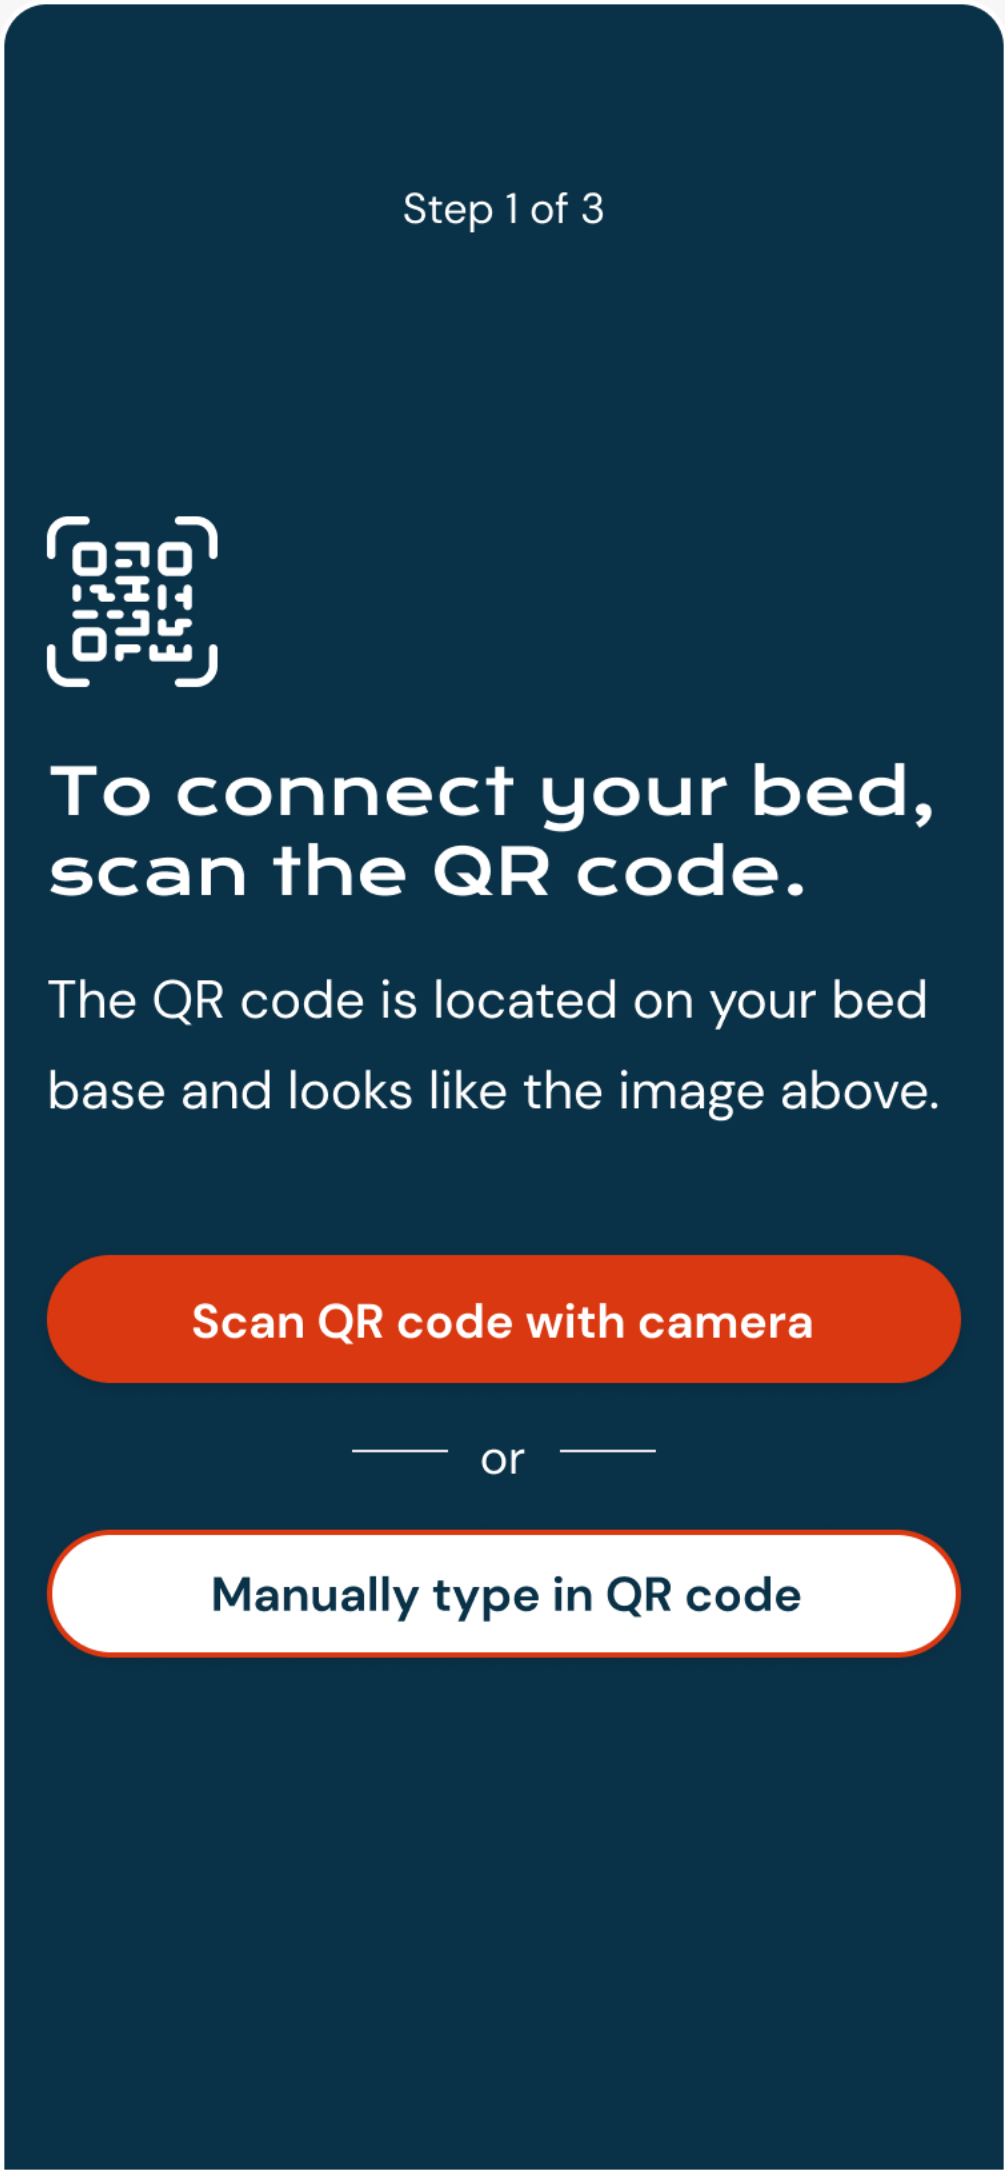 Step 1 of 3
To connect your bed,
scan the QR code.
The QR code is located on your bed
base and looks like the image above.
Scan QR code with camera
or
Manually type in QR code